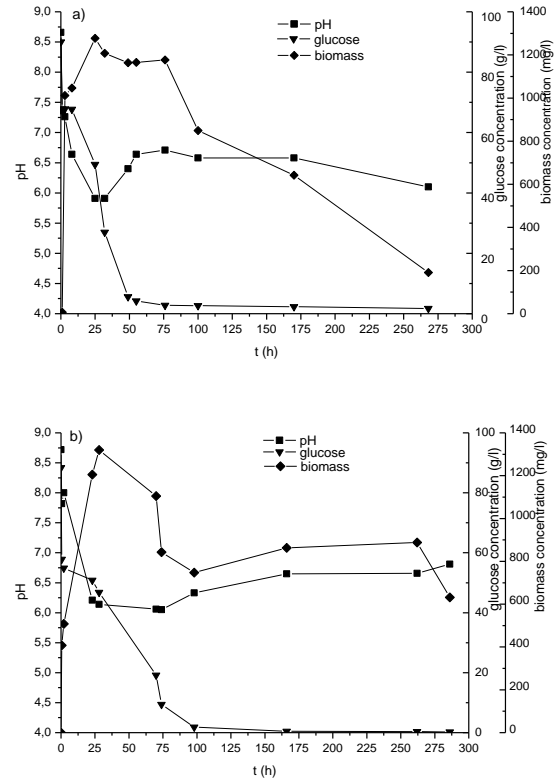 a)
pH
glucose
biomass
9,0
8,5
8,0
7,5
7,0
6,5
6,0
5,5
5,0
4,5
4,0
pH
0 25 50 75 100 125 150 175 200 225 250 275 300
t (h)
100
80
60
40
20
0
glucose concentration (g/l)
1400
1200
1000
800
600
400
200
0
biomass concentration (mg/l)
b)
pH
glucose
biomass
9,0
8,5
8,0
7,5
7,0
6,5
6,0
5,5
5,0
4,5
4,0
pH
0 25 50 75 100 125 150 175 200 225 250 275 300
t (h)
100
80
60
40
20
0
glucose concentration (g/l)
1400
1200
1000
800
600
400
200
0
biomass concentration (mg/l)